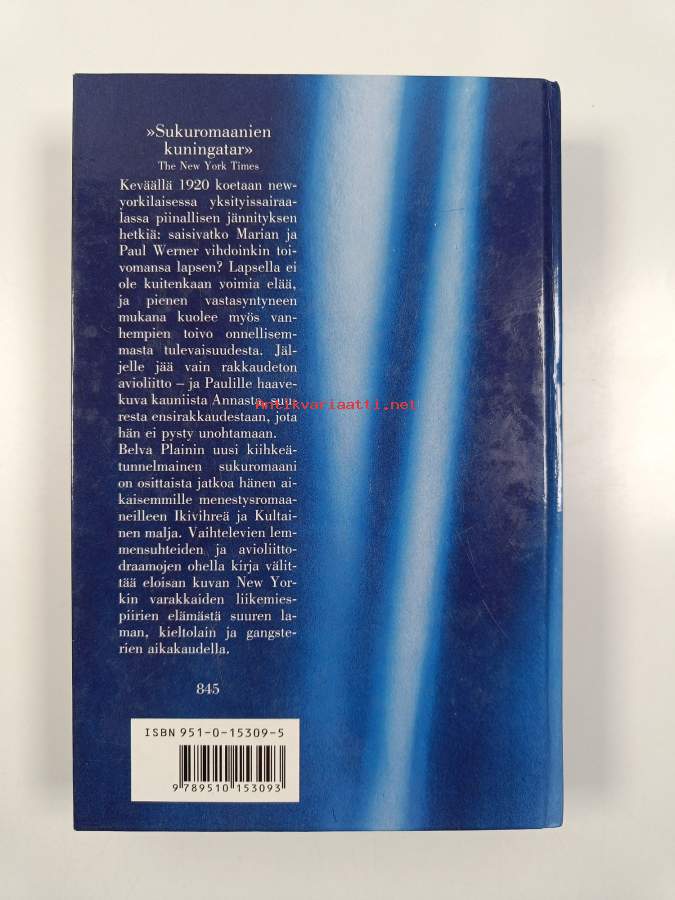 »Sukuromaanien
kuningatar»
The New York Times
Keväällä 1920 koetaan new-
yorkilaisessa yksityissairaa-
lassa piinallisen jännityksen
hetkiä: saisivatko Marian ja
Paul Werner vihdoinkin toi-
vomansa lapsen? Lapsella ei
ole kuitenkaan voimia elää,
ja pienen vastasyntyneen
mukana kuolee myös van-
hempien toivo onnellisem-
masta tulevaisuudesta. Jäl-
jelle jää vain rakkaudeton
avioliitto – ja Paulille haave-
kuva kauniista Annasta, suu-
resta ensirakkaudestaan, jota
hän ei pysty unohtamaan.
Antikvariaatti.net
Belva Plainin uusi kiihkeä-
tunnelmainen sukuromaani
on osittaista jatkoa hänen ai-
kaisemmille menestysromaa-
neilleen Ikivihreä ja Kultai-
nen malja. Vaihtelevien lem-
mensuhteiden ja avioliitto-
draamojen ohella kirja välit-
tää eloisan kuvan New Yor-
kin varakkaiden liikemies-
piirien elämästä suuren la-
man, kieltolain ja gangste-
rien aikakaudella.
845
ISBN 951-0-15309-5
9 789510 153093